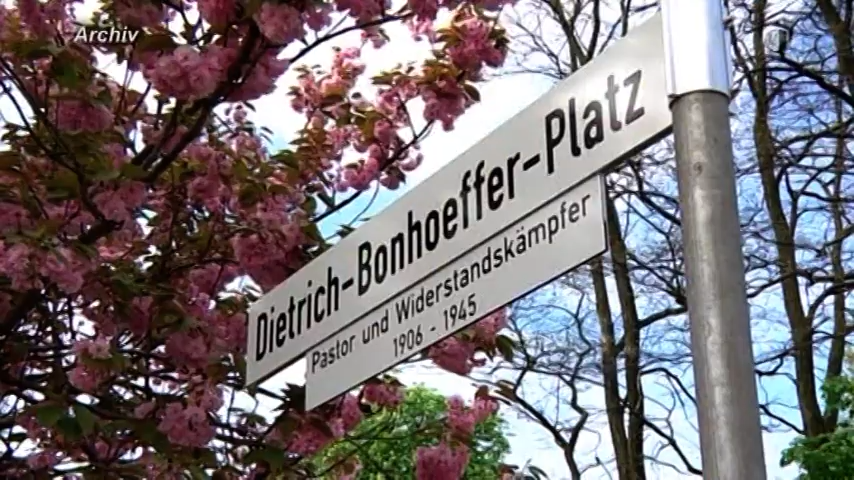 Archiv
Dietrich-Bonhoeffer-Platz
Pastor und Widerstandskämpfer
1906 - 1945